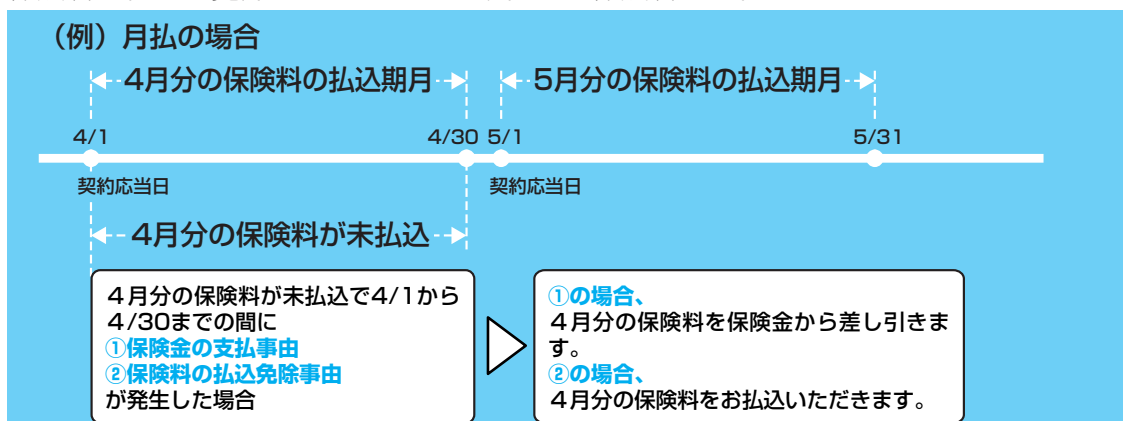 （例）月払の場合
4月分の保険料の払込期月
5月分の保険料の払込期月
4/1
4/30
5/1
5/31
契約応当日
契約応当日
4月分の保険料が未払込
４月分の保険料が未払込で4/1から
４/30までの間に
①保険金の支払事由
②保険料の払込免除事由
が発生した場合
①の場合、
４月分の保険料を保険金から差し引きま
す。
②の場合、
４月分の保険料をお払込いただきます。